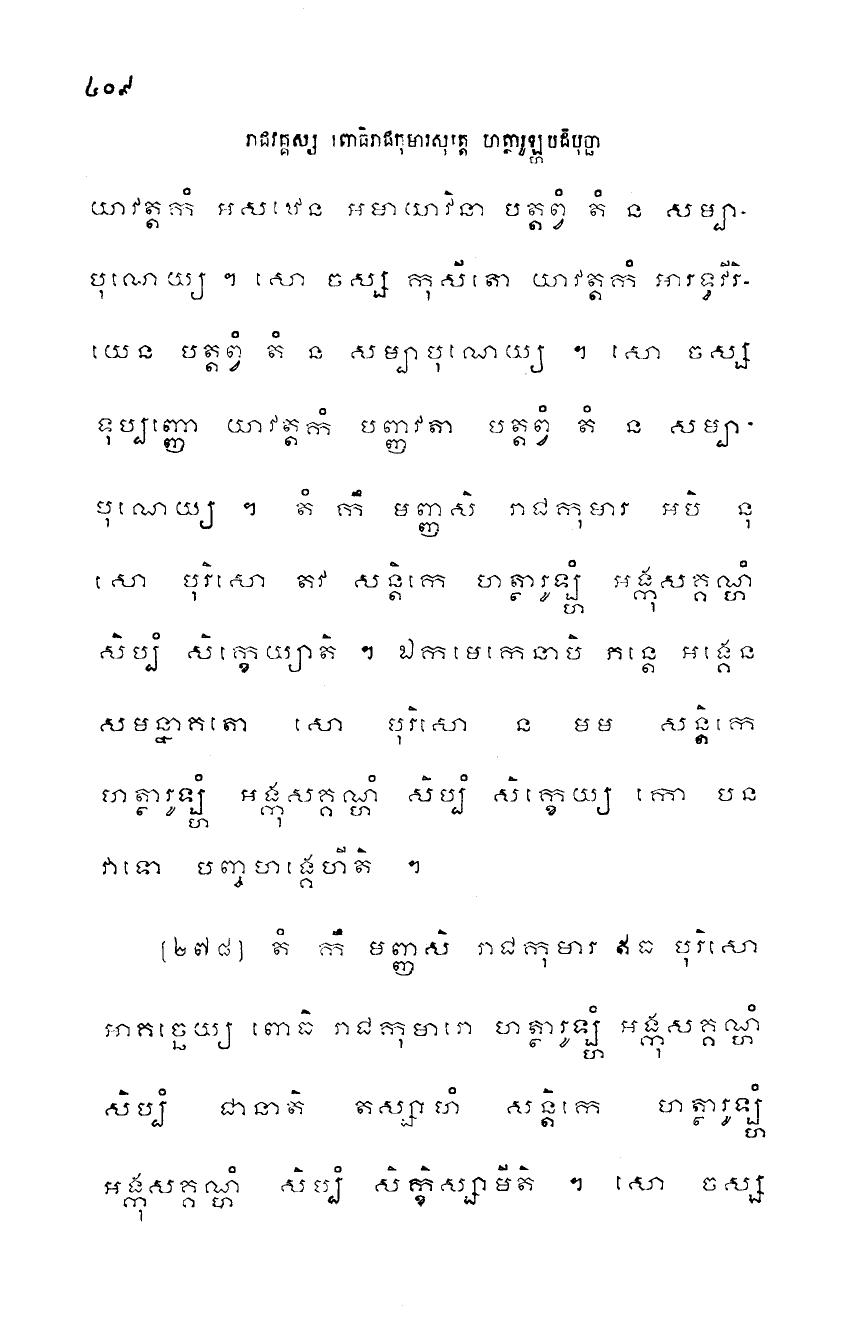 ៤០៩
រាជវគ្គស្ស ពោធិរាជកុមារសុត្តេ ហត្ថារូឡ្ហបដិបុច្ឆា
យាវត្តកំ អសឋេន អមាយាវិនា បត្តព្វំ តំ ន សម្បា-
បុណេយ្យ ។ សោ ចស្ស កុសីតោ យាវត្តកំ អារទ្ធវីរិ-
យេន បត្តព្វំ តំ ន សម្បាបុណេយ្យ ។ សោ ចស្ស
ទុប្បញ្ញោ យាវត្តកំ បញ្ញវតា បត្តព្វំ តំ ន សម្បា-
បុណេយ្យ ។ តំ កឹ មញ្ញសិ រាជកុមារ អបិ នុ
សោ បុរិសោ តវ សន្តិកេ ហត្ថារូឡ្ហំ អង្កុសគ្គណ្ហំ
សិប្បំ សិក្ខេយ្យាតិ ។ ឯកមេកេនាបិ ភន្តេ អង្គេន
សមន្នាគតោ សោ បុរិសោ ន មម សន្តិកេ
ហត្ថារូឡ្ហំ អង្កុសគ្គណ្ហំ សិប្បំ សិក្ខេយ្យ កោ បន
វាទោ បញ្ចហង្គេហីតិ ។
[២៧៨] តំ កឹ មញ្ញសិ រាជកុមារ ឥធ បុរិសោ
អាគច្ឆេយ្យ ពោធិ រាជកុមារោ ហត្ថារូឡ្ហំ អង្កុសគ្គណ្ហំ
សិប្បំ ជានាតិ តស្សាហំ សន្តិកេ ហត្ថារូឡ្ហំ
អង្កុសគ្គណ្ហំ សិប្បំ សិក្ខិស្សាមីតិ ។ សោ ចស្ស